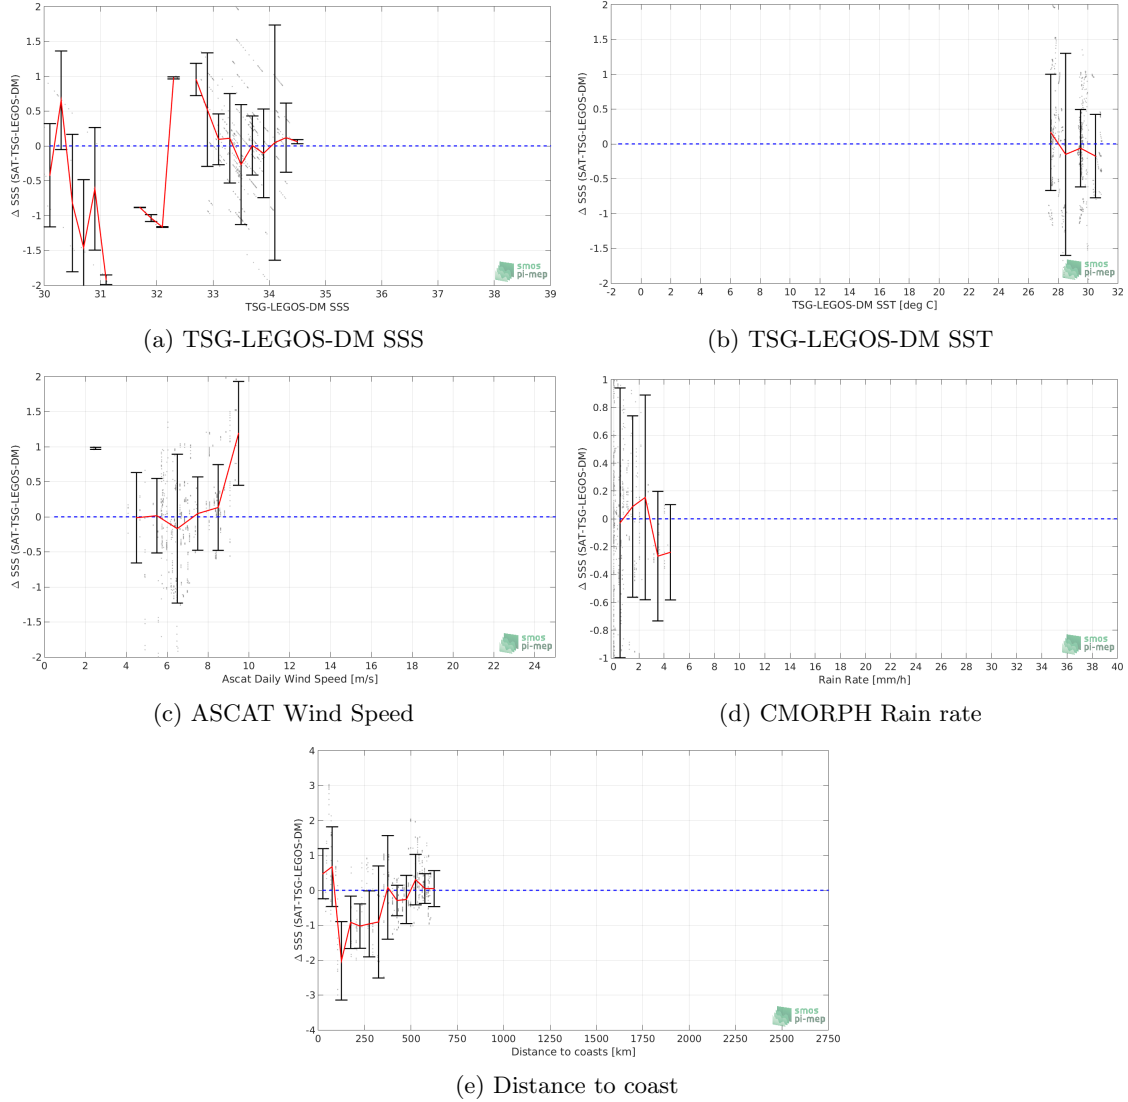 2
1.5
1
0.5
0
-0.5
-1
-1.5
-2
Δ SSS (SAT-TSG-LEGOS-DM)
30 31 32 33 34 35 36 37 38 39
TSG-LEGOS-DM SSS
smos
pi-mep
(a) TSG-LEGOS-DM SSS
2
1.5
1
0.5
0
-0.5
-1
-1.5
-2
Δ SSS (SAT-TSG-LEGOS-DM)
-2 0 2 4 6 8 10 12 14 16 18 20 22 24 26 28 30 32
TSG-LEGOS-DM SST [deg C]
smos
pi-mep
(b) TSG-LEGOS-DM SST
2
1.5
1
0.5
0
-0.5
-1
-1.5
-2
Δ SSS (SAT-TSG-LEGOS-DM)
0 2 4 6 8 10 12 14 16 18 20 22 24
Ascat Daily Wind Speed [m/s]
smos
pi-mep
(c) ASCAT Wind Speed
1
0.8
0.6
0.4
0.2
0
-0.2
-0.4
-0.6
-0.8
-1
Δ SSS (SAT-TSG-LEGOS-DM)
0 2 4 6 8 10 12 14 16 18 20 22 24 26 28 30 32 34 36 38 40
Rain Rate [mm/h]
smos
pi-mep
(d) CMORPH Rain rate
4
3
2
1
0
-1
-2
-3
-4
Δ SSS (SAT-TSG-LEGOS-DM)
0 250 500 750 1000 1250 1500 1750 2000 2250 2500 2750
Distance to coasts [km]
smos
pi-mep
(e) Distance to coast